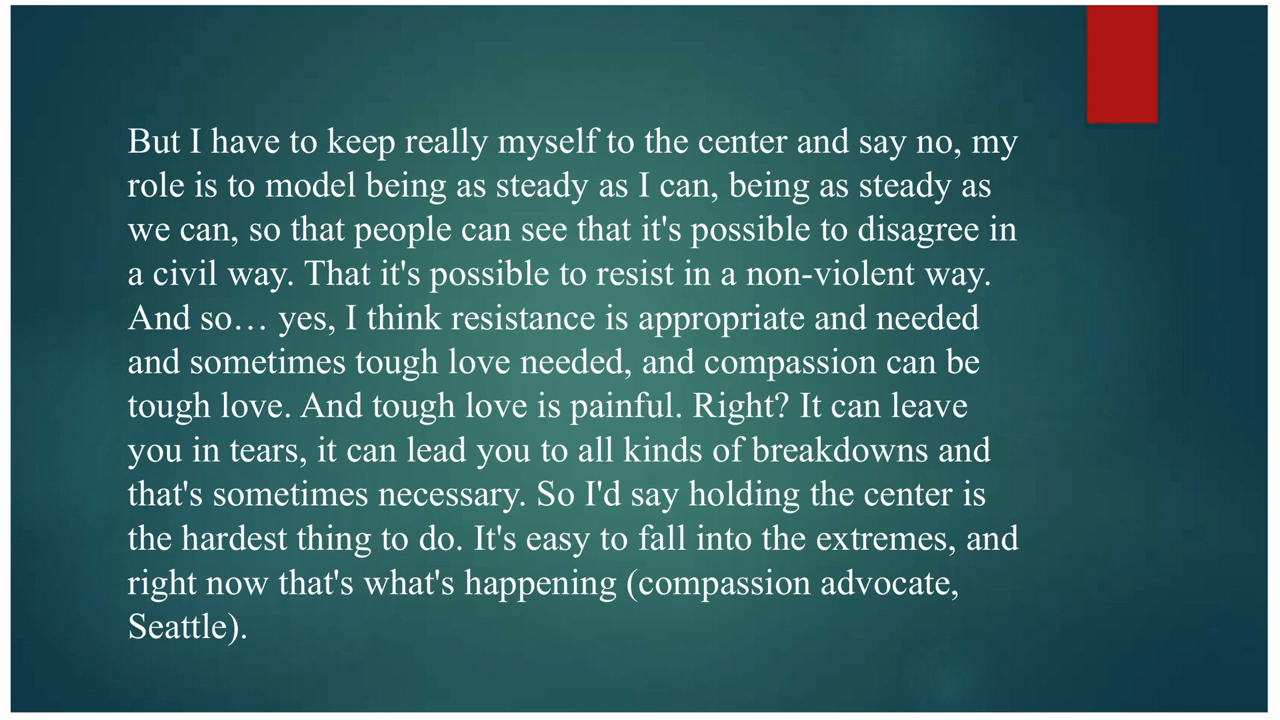 But I have to keep really myself to the center and say no, my
role is to model being as steady as I can, being as steady as
we can, so that people can see that it's possible to disagree in
a civil way. That it's possible to resist in a non-violent way.
And so… yes, I think resistance is appropriate and needed
and sometimes tough love needed, and compassion can be
tough love. And tough love is painful. Right? It can leave
you in tears, it can lead you to all kinds of breakdowns and
that's sometimes necessary. So I'd say holding the center is
the hardest thing to do. It's easy to fall into the extremes, and
right now that's what's happening (compassion advocate,
Seattle).